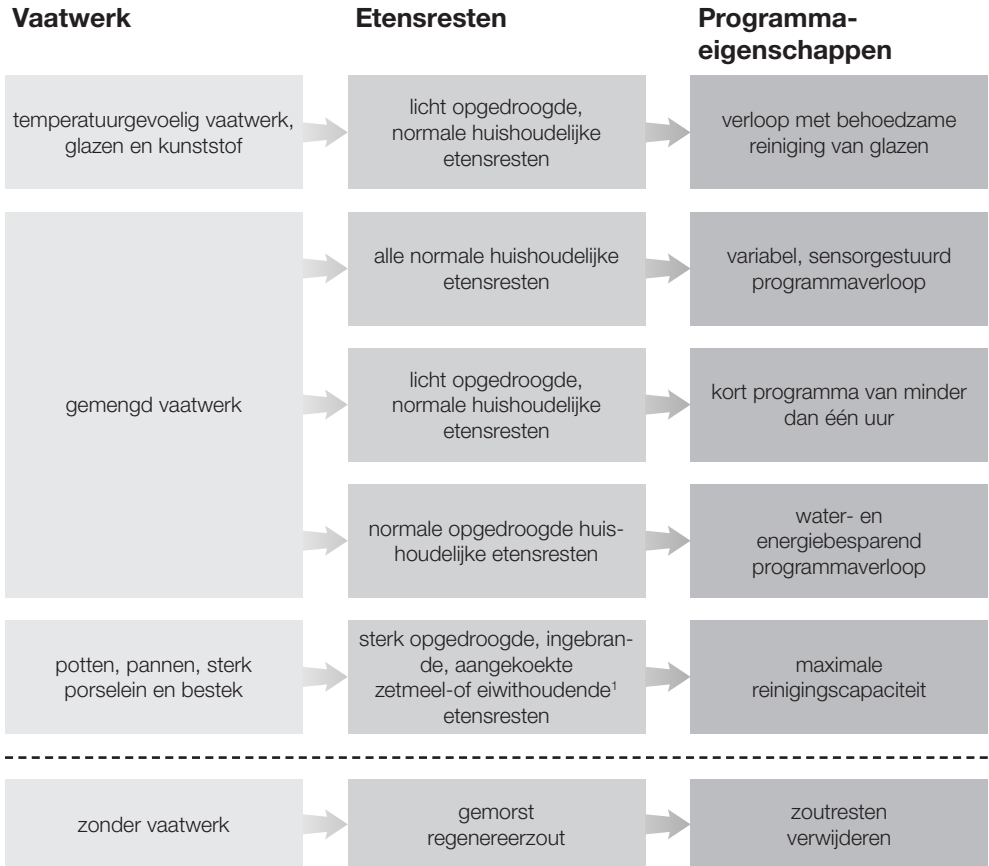 Vaatwerk
Etensresten
Programma-
eigenschappen
temperatuurgevoelig vaatwerk,
glazen en kunststof
licht opgedroogde,
normale huishoudelijke
etensresten
verloop met behoedzame
reiniging van glazen
gemengd vaatwerk
alle normale huishoudelijke
etensresten
variabel, sensorgestuurd
programmaverloop
licht opgedroogde,
normale huishoudelijke
etensresten
kort programma van minder
dan één uur
normale opgedroogde huis-
houdelijke etensresten
water- en
energiebesparend
programmaverloop
potten, pannen, sterk
porselein en bestek
sterk opgedroogde, ingebran-
de, aangekoekte
zetmeel-of eiwithoudende¹
etensresten
maximale
reinigingscapaciteit
zonder vaatwerk
gemorst
regenereerzout
zoutresten
verwijderen